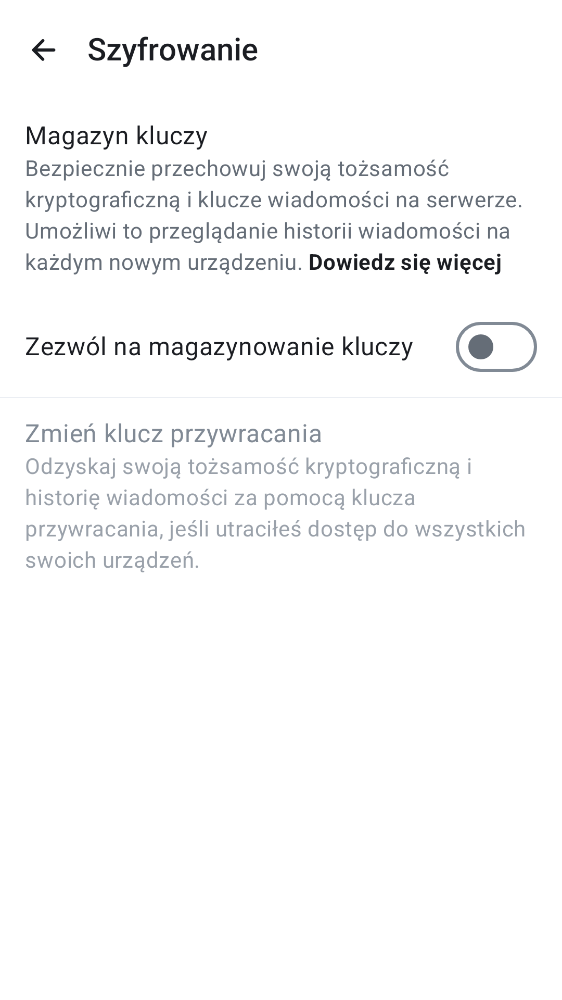 Szyfrowanie
Magazyn kluczy
Bezpiecznie przechowuj swoją tożsamość
kryptograficzną i klucze wiadomości na serwerze.
Umożliwi to przeglądanie historii wiadomości na
każdym nowym urządzeniu. Dowiedz się więcej
Zezwól na magazynowanie kluczy
Zmień klucz przywracania
Odzyskaj swoją tożsamość kryptograficzną i
historię wiadomości za pomocą klucza
przywracania, jeśli utraciłeś dostęp do wszystkich
swoich urządzeń.